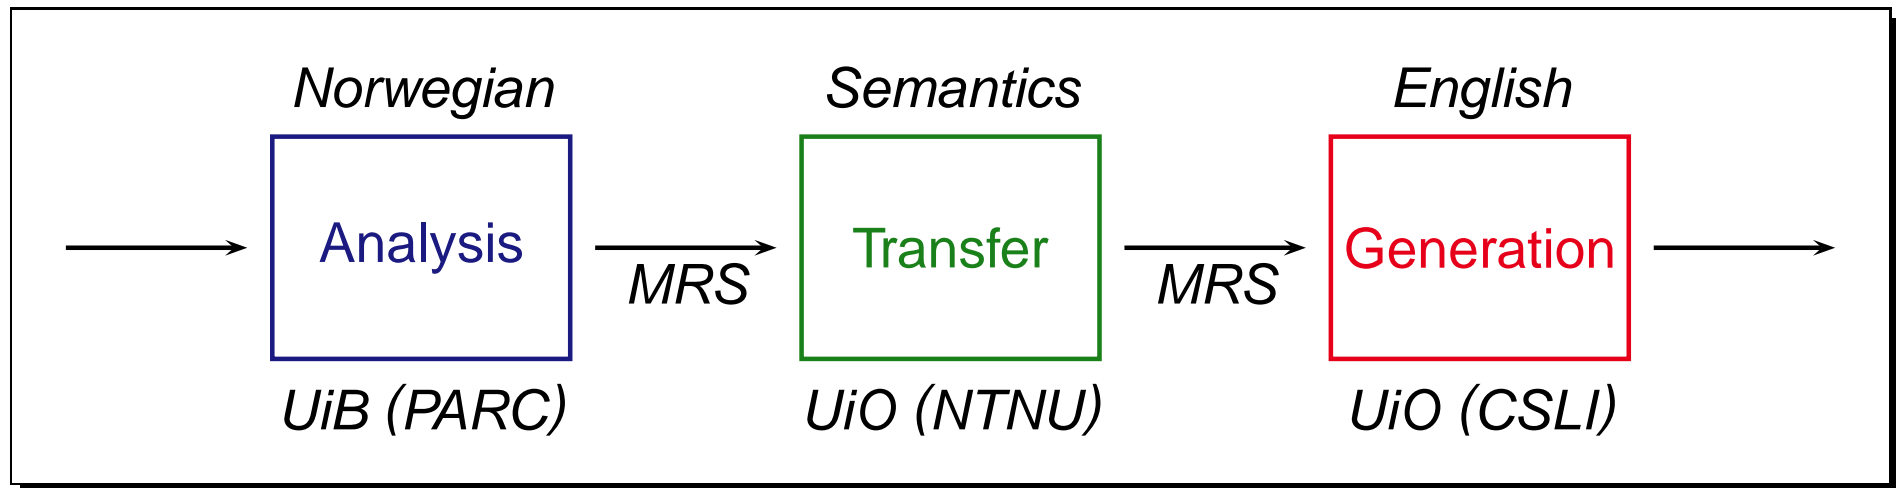 Norwegian
Semantics
English
Analysis
MRS
Transfer
MRS
Generation
UiB (PARC)
UiO (NTNU)
UiO (CSLI)